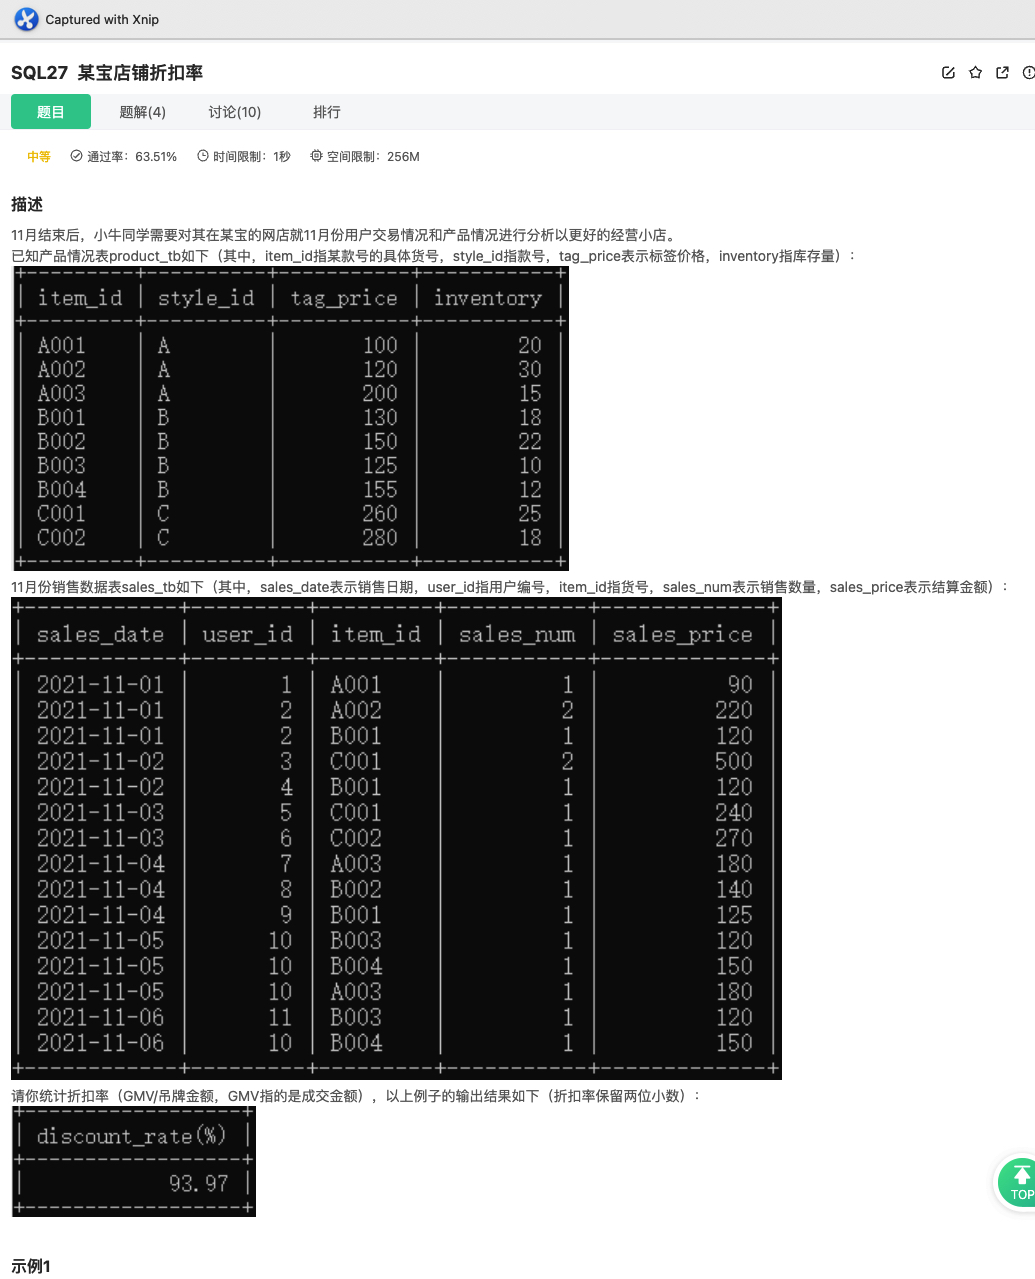 Captured with Xnip
SQL27 某宝店铺折扣率
题目 题解(4) 讨论(10) 排行
中等 通过率：63.51% 时间限制：1秒 空间限制：256M
描述
11月结束后，小牛同学需要对其在某宝的网店就11月份用户交易情况和产品情况进行分析以更好的经营小店。
已知产品情况表product_tb如下（其中，item_id指某款号的具体货号，style_id指款号，tag_price表示标签价格，inventory指库存量）：
+---------+----------+-----------+-----------+
| item_id | style_id | tag_price | inventory |
+---------+----------+-----------+-----------+
| A001 | A | 100 | 20 |
| A002 | A | 120 | 30 |
| A003 | A | 200 | 15 |
| B001 | B | 130 | 18 |
| B002 | B | 150 | 22 |
| B003 | B | 125 | 10 |
| B004 | B | 155 | 12 |
| C001 | C | 260 | 25 |
| C002 | C | 280 | 18 |
+---------+----------+-----------+-----------+
11月份销售数据表sales_tb如下（其中，sales_date表示销售日期，user_id指用户编号，item_id指货号，sales_num表示销售数量，sales_price表示结算金额）：
+------------+---------+---------+-----------+-------------+
| sales_date | user_id | item_id | sales_num | sales_price |
+------------+---------+---------+-----------+-------------+
| 2021-11-01 | 1 | A001 | 1 | 90 |
| 2021-11-01 | 2 | A002 | 2 | 220 |
| 2021-11-01 | 2 | B001 | 1 | 120 |
| 2021-11-02 | 3 | C001 | 2 | 500 |
| 2021-11-02 | 4 | B001 | 1 | 120 |
| 2021-11-03 | 5 | C001 | 1 | 240 |
| 2021-11-03 | 6 | C002 | 1 | 270 |
| 2021-11-04 | 7 | A003 | 1 | 180 |
| 2021-11-04 | 8 | B002 | 1 | 140 |
| 2021-11-04 | 9 | B001 | 1 | 125 |
| 2021-11-05 | 10 | B003 | 1 | 120 |
| 2021-11-05 | 10 | B004 | 1 | 150 |
| 2021-11-05 | 10 | A003 | 1 | 180 |
| 2021-11-06 | 11 | B003 | 1 | 120 |
| 2021-11-06 | 10 | B004 | 1 | 150 |
+------------+---------+---------+-----------+-------------+
请你统计折扣率（GMV/吊牌金额，GMV指的是成交金额），以上例子的输出结果如下（折扣率保留两位小数）：
+------------------+
| discount_rate(%) |
+------------------+
| 93.97 |
+------------------+
TOP
示例1